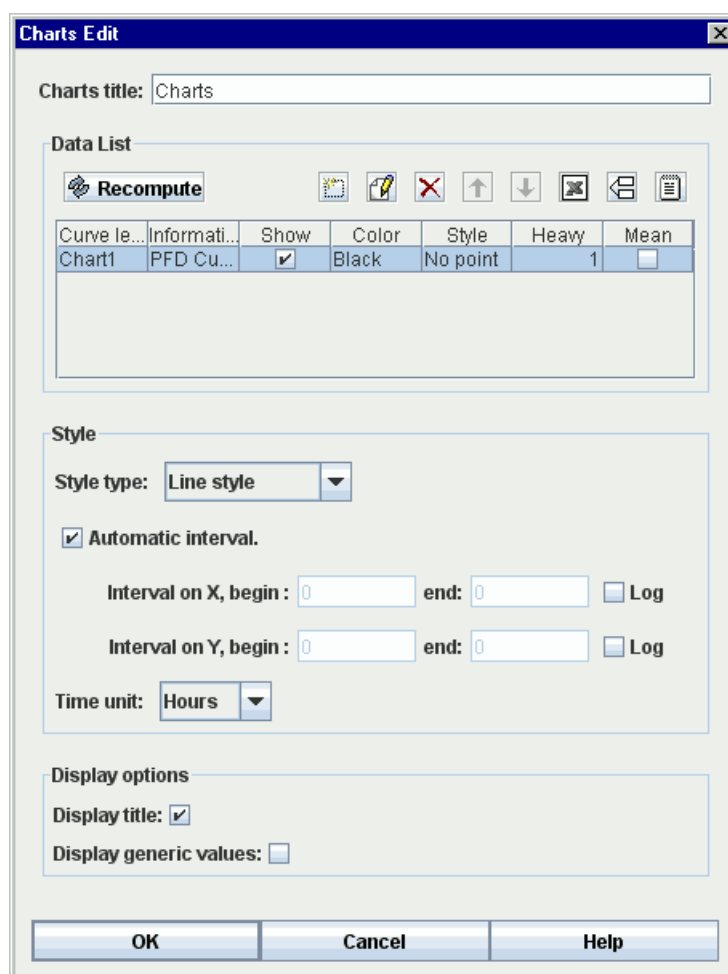 Charts Edit
Charts title: Charts
Data List
Recompute
Curve le... Informati... Show Color Style Heavy Mean
Chart1 PFD Cu... Black No point 1
Style
Style type: Line style
Automatic interval.
Interval on X, begin : 0 end: 0 Log
Interval on Y, begin : 0 end: 0 Log
Time unit: Hours
Display options
Display title:
Display generic values:
OK Cancel Help